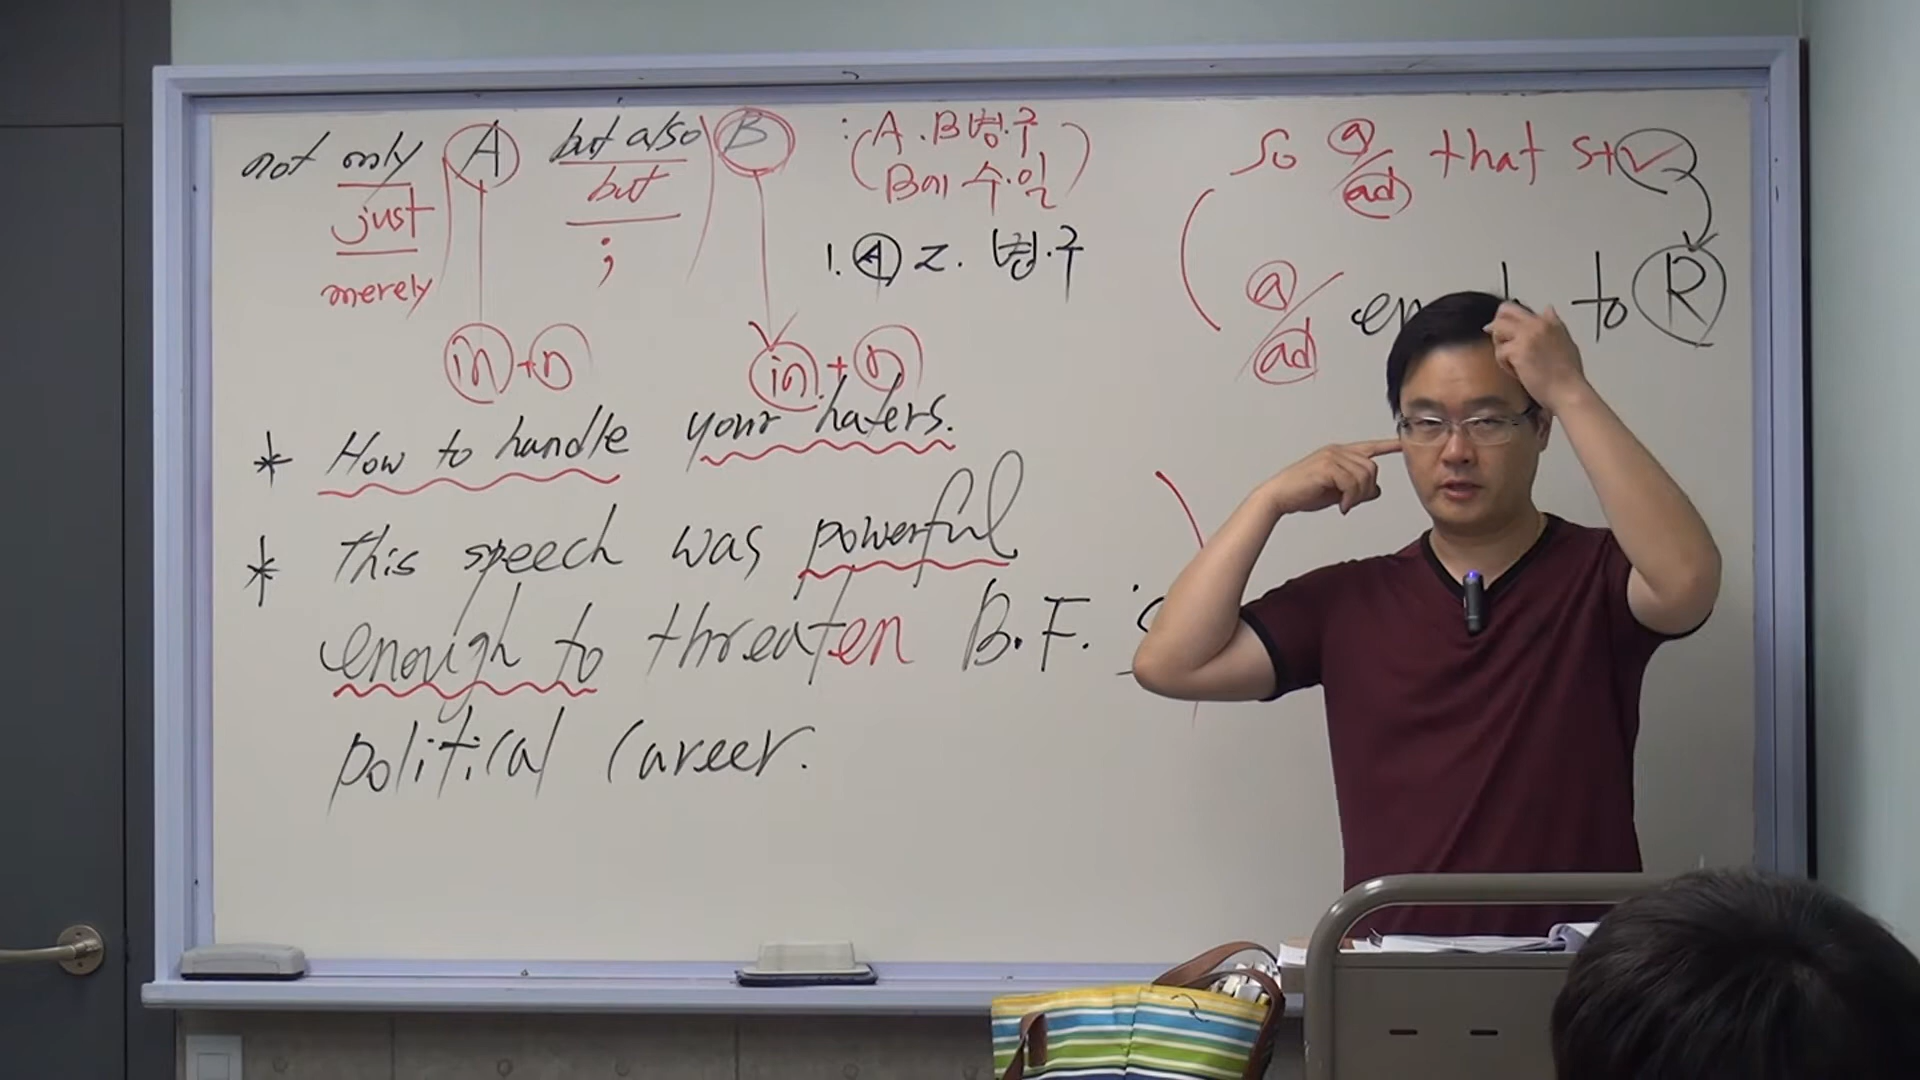 not only A but also B : (A.B병.구
just but B에 수.일)
merely ; 1. A 2. 병.구
in + n in + n
* How to handle your haters.
* this speech was powerful
enough to threaten B.F.
political career.
so a/ad that s+v
a/ad to R